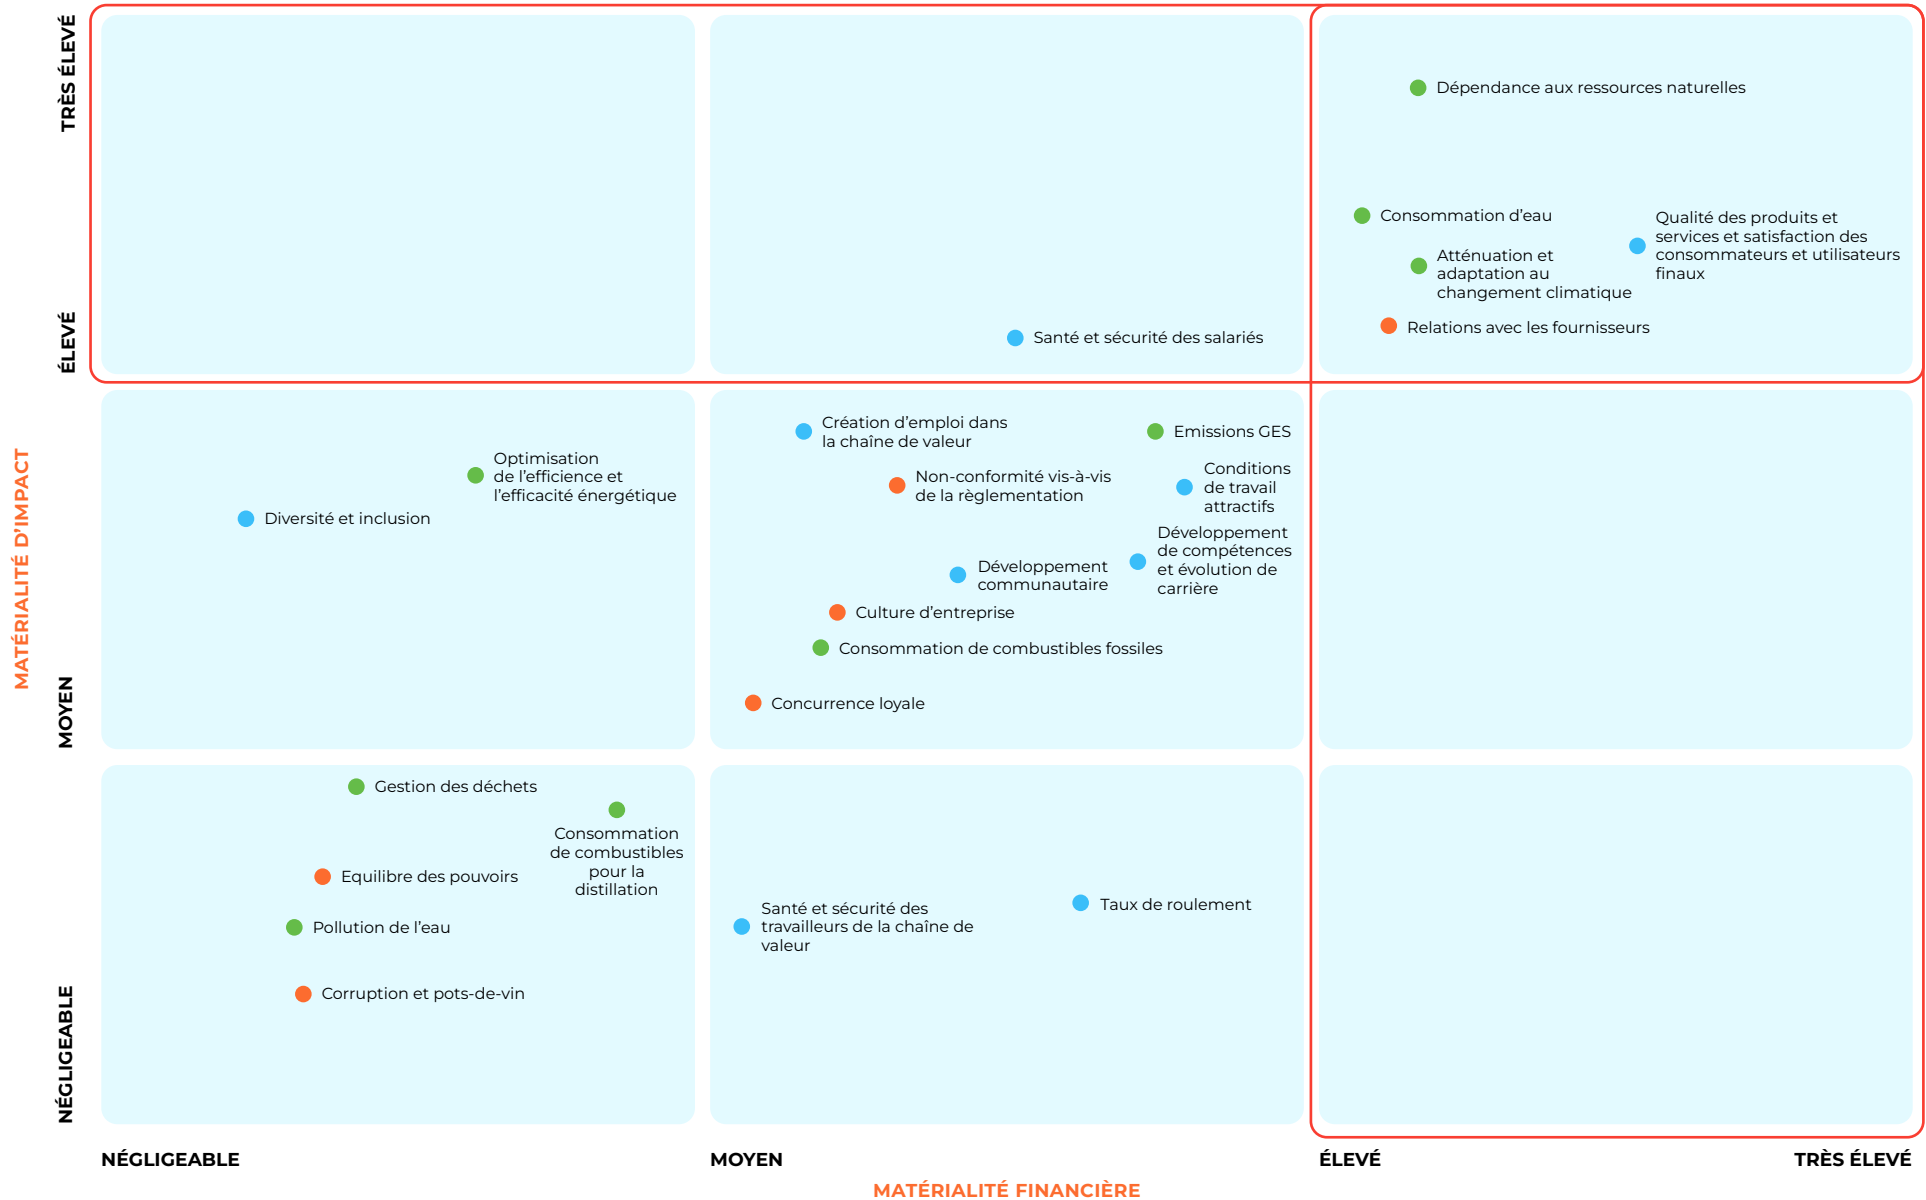 TRÈS ÉLEVÉ
ÉLEVÉ
MOYEN
NÉGLIGEABLE
MATÉRIALITÉ D'IMPACT
Dépendance aux ressources naturelles
Consommation d'eau
Qualité des produits et
services et satisfaction des
consommateurs et utilisateurs
finaux
Atténuation et
adaptation au
changement climatique
Relations avec les fournisseurs
Santé et sécurité des salariés
Création d'emploi dans
la chaîne de valeur
Emissions GES
Optimisation
de l'efficience et
l'efficacité énergétique
Non-conformité vis-à-vis
de la règlementation
Conditions
de travail
attractifs
Diversité et inclusion
Développement
de compétences
et évolution de
carrière
Développement
communautaire
Culture d'entreprise
Consommation de combustibles fossiles
Concurrence loyale
Gestion des déchets
Consommation
de combustibles
pour la
distillation
Equilibre des pouvoirs
Pollution de l'eau
Corruption et pots-de-vin
Santé et sécurité des
travailleurs de la chaîne de
valeur
Taux de roulement
NÉGLIGEABLE
MOYEN
ÉLEVÉ
TRÈS ÉLEVÉ
MATÉRIALITÉ FINANCIÈRE